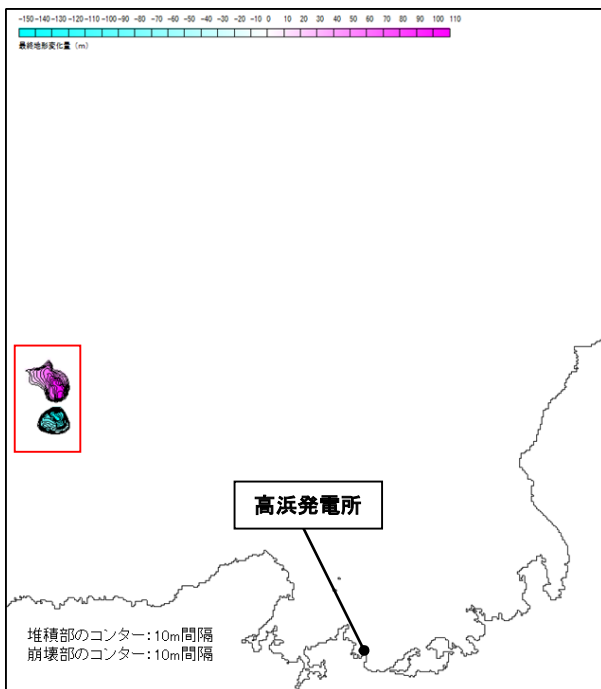 -150 -140 -130 -120 -110 -100 -90 -80 -70 -60 -50 -40 -30 -20 -10 0 10 20 30 40 50 60 70 80 90 100 110
最終地形変化量 (m)
高浜発電所
堆積部のコンター:10m間隔
崩壊部のコンター:10m間隔